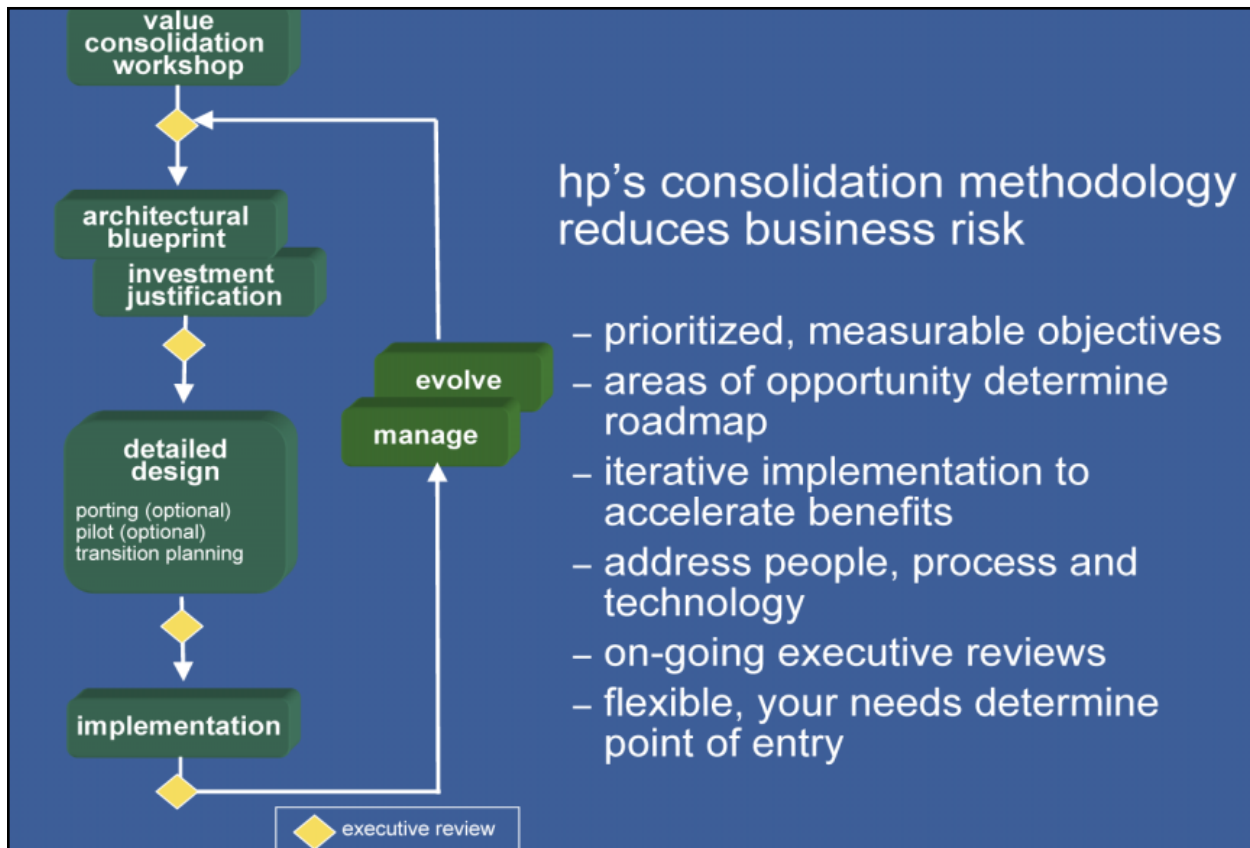 value
consolidation
workshop
architectural
blueprint
investment
justification
detailed
design
porting (optional)
pilot (optional)
transition planning
implementation
evolve
manage
executive review
hp's consolidation methodology
reduces business risk
– prioritized, measurable objectives
– areas of opportunity determine
roadmap
– iterative implementation to
accelerate benefits
– address people, process and
technology
– on-going executive reviews
– flexible, your needs determine
point of entry